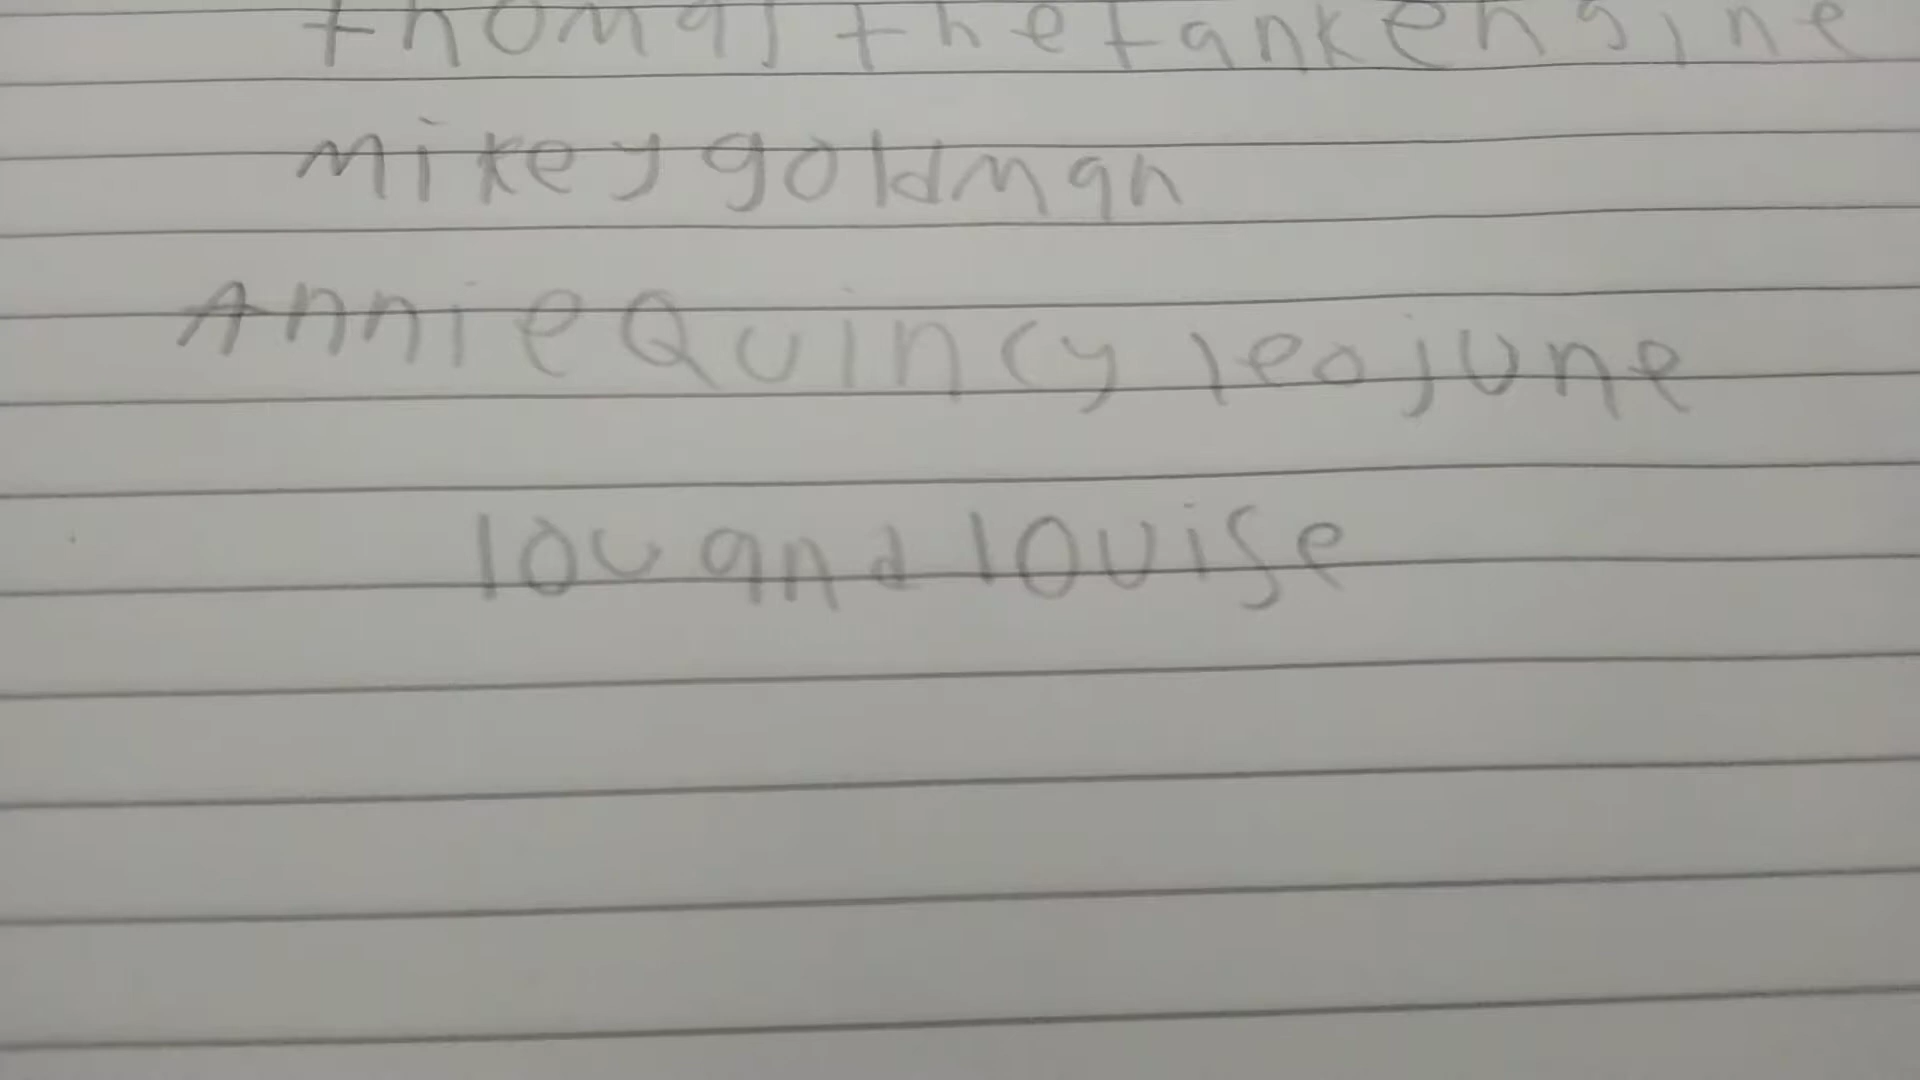 thomas the tank engine
mikey goldman
Annie Quincy leo june
lou and louise